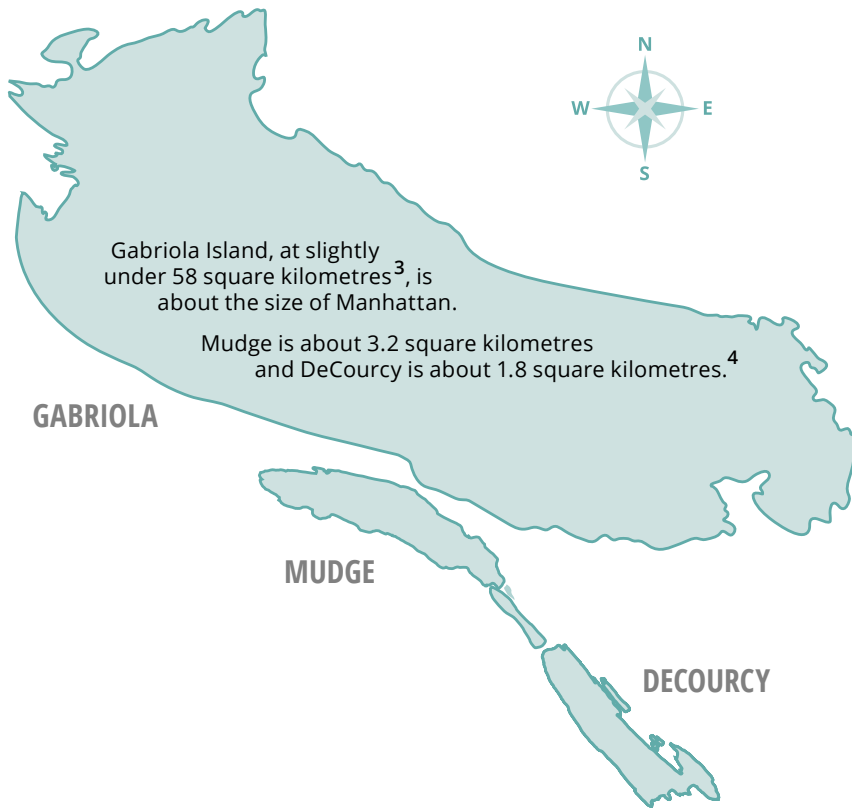 N
W E
S
Gabriola Island, at slightly
under 58 square kilometres³, is
about the size of Manhattan.
Mudge is about 3.2 square kilometres
and DeCourcy is about 1.8 square kilometres.⁴
GABRIOLA
MUDGE
DECOURCY